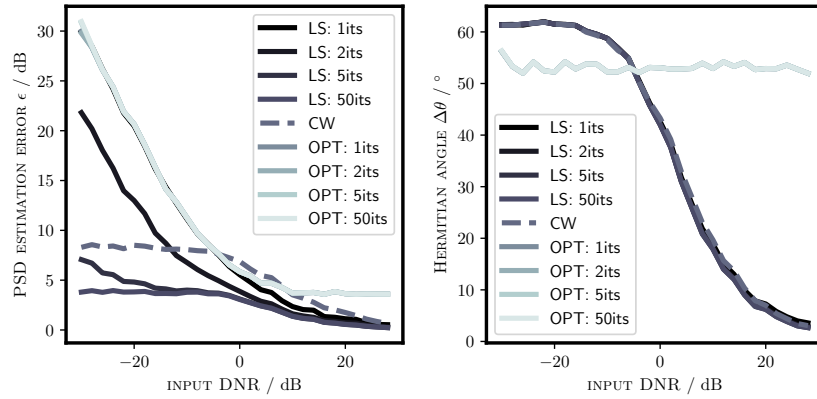 PSD ESTIMATION ERROR ϵ / dB
30
25
20
15
10
5
0
−20
0
20
INPUT DNR / dB
LS: 1its
LS: 2its
LS: 5its
LS: 50its
CW
OPT: 1its
OPT: 2its
OPT: 5its
OPT: 50its
HERMITIAN ANGLE Δθ / °
60
50
40
30
20
10
0
−20
0
20
INPUT DNR / dB
LS: 1its
LS: 2its
LS: 5its
LS: 50its
CW
OPT: 1its
OPT: 2its
OPT: 5its
OPT: 50its